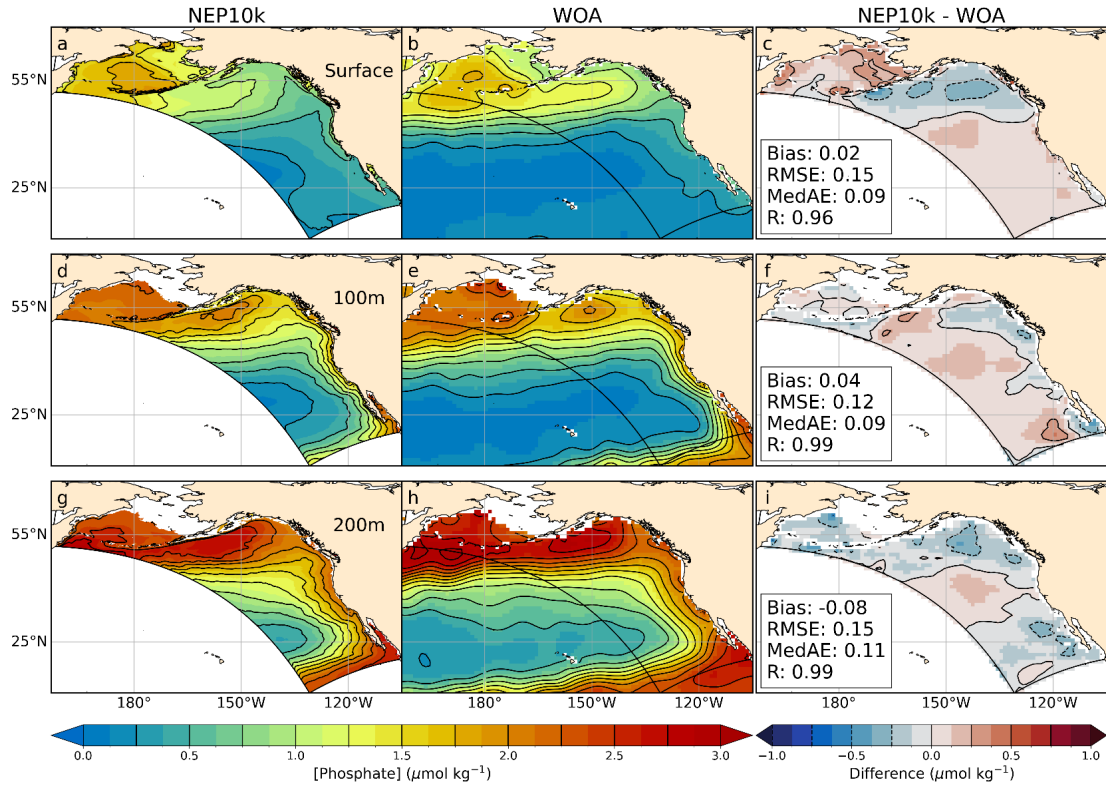 NEP10k WOA NEP10k - WOA
a Surface b c
55°N
25°N
Bias: 0.02
RMSE: 0.15
MedAE: 0.09
R: 0.96
d 100m e f
55°N
25°N
Bias: 0.04
RMSE: 0.12
MedAE: 0.09
R: 0.99
g 200m h i
55°N
25°N
Bias: -0.08
RMSE: 0.15
MedAE: 0.11
R: 0.99
180° 150°W 120°W 180° 150°W 120°W 180° 150°W 120°W
0.0 0.5 1.0 1.5 2.0 2.5 3.0
[Phosphate] (μmol kg⁻¹)
−1.0 −0.5 0.0 0.5 1.0
Difference (μmol kg⁻¹)